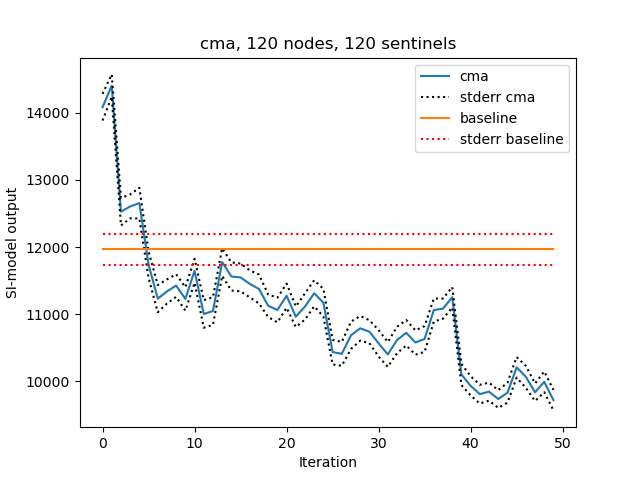 cma, 120 nodes, 120 sentinels
cma
stderr cma
baseline
stderr baseline
SI-model output
14000
13000
12000
11000
10000
0 10 20 30 40 50
Iteration